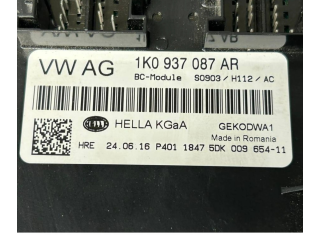 VW AG 1K0 937 087 AR
BC-Module S0903 / H112 / AC
HELLA HELLA KGaA GEKODWA1
Made in Romania
HRE 24.06.16 P401 1847 5DK 009 654-11